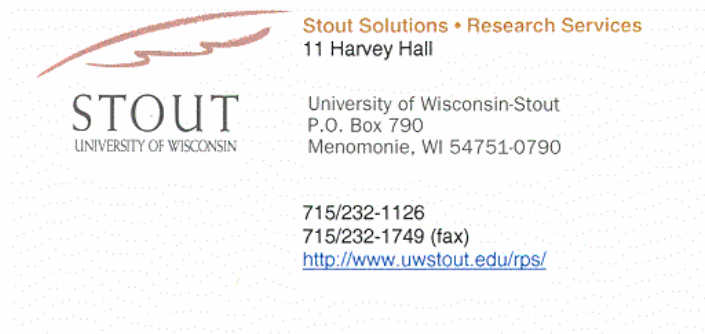 STOUT
UNIVERSITY OF WISCONSIN
Stout Solutions • Research Services
11 Harvey Hall
University of Wisconsin-Stout
P.O. Box 790
Menomonie, WI 54751-0790
715/232-1126
715/232-1749 (fax)
http://www.uwstout.edu/rps/